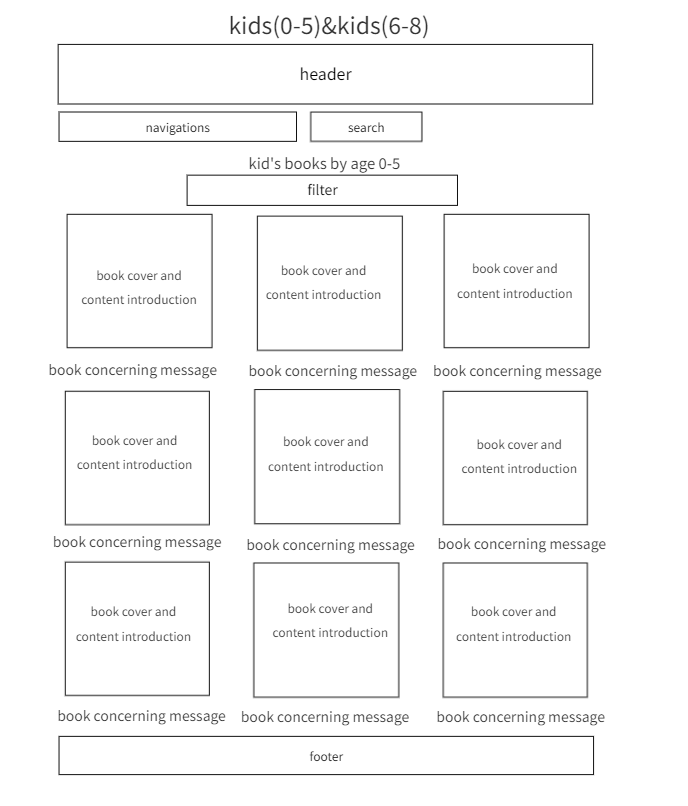 kids(0-5)&kids(6-8)
header
navigations
search
kid's books by age 0-5
filter
book cover and
content introduction
book cover and
content introduction
book cover and
content introduction
book concerning message
book concerning message
book concerning message
book cover and
content introduction
book cover and
content introduction
book cover and
content introduction
book concerning message
book concerning message
book concerning message
book cover and
content introduction
book cover and
content introduction
book cover and
content introduction
book concerning message
book concerning message
book concerning message
footer